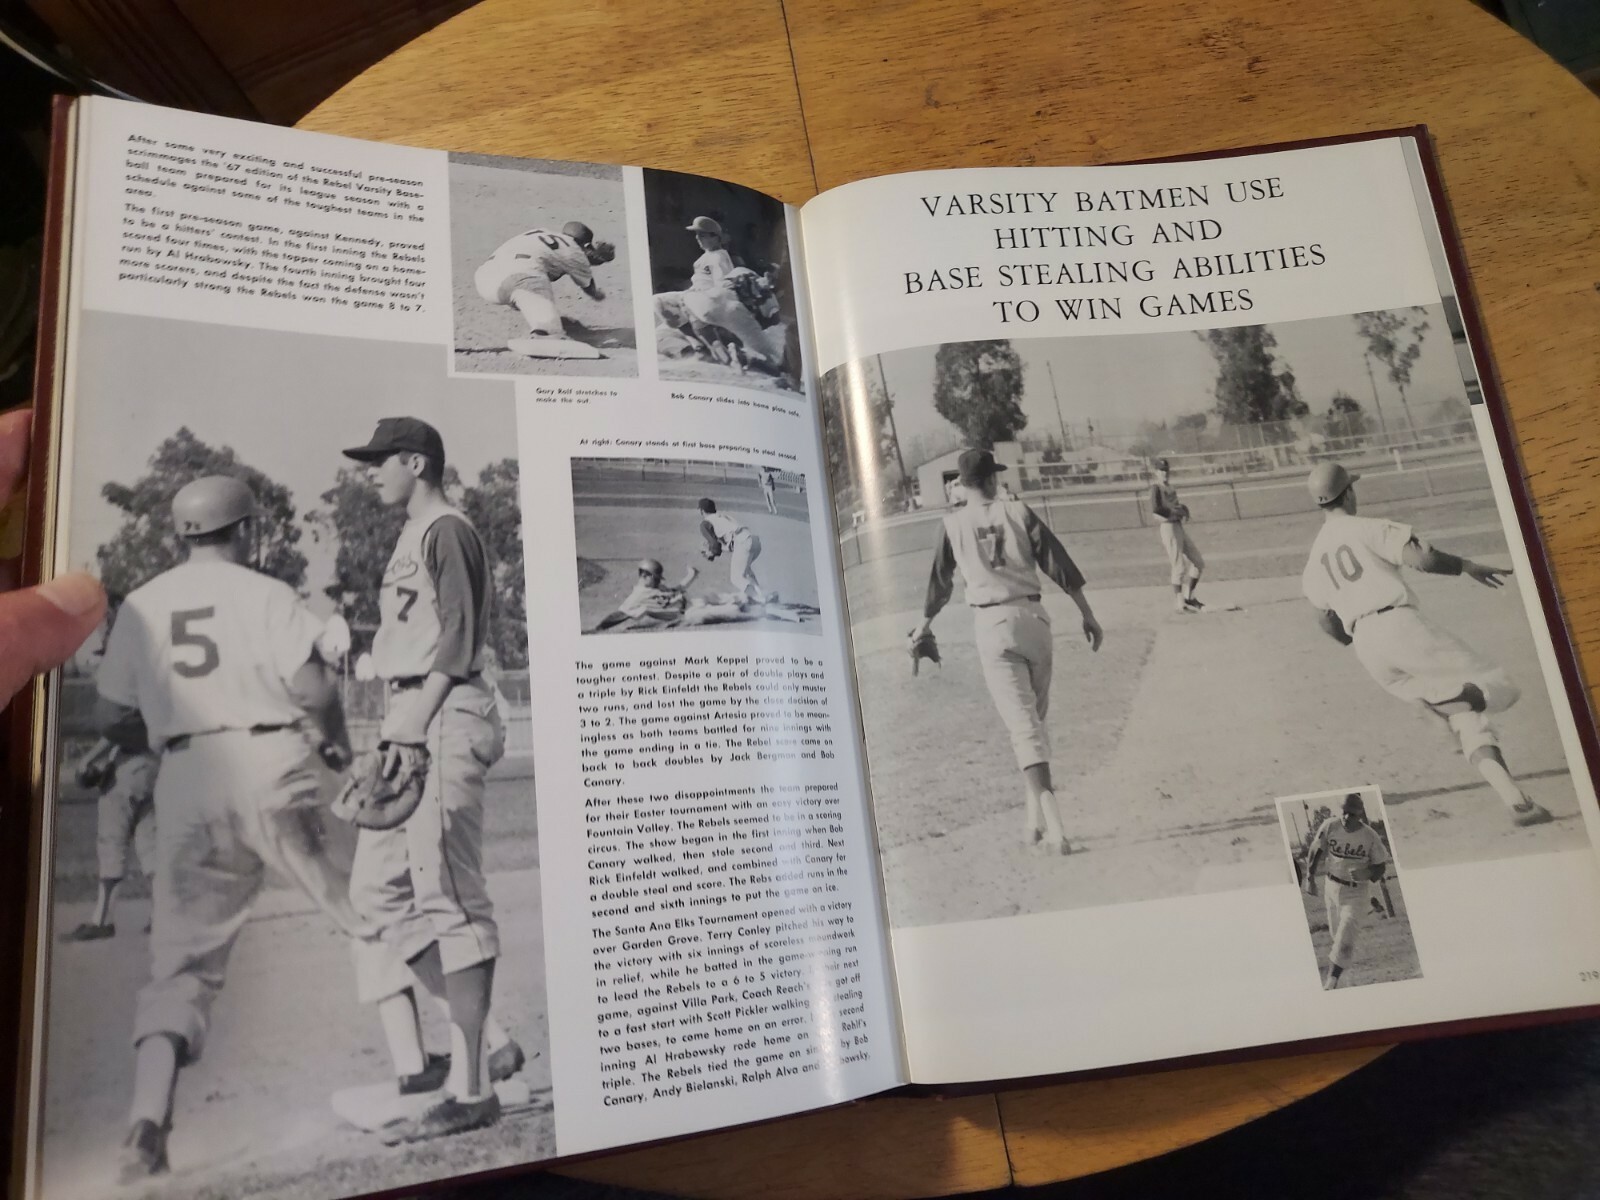 After some very exciting and successful pre-season
scrimmages the '67 edition of the Rebel Varsity Base-
ball team prepared for its league season with a
schedule against some of the toughest teams in the
area.
The first pre-season game, against Kennedy, proved
to be a hitters' contest. In the first inning the Rebels
scored four times, with the topper coming on a home-
run by Al Hrabowsky. The fourth inning brought four
more scorers, and despite the fact the defense wasn't
particularly strong the Rebels won the game 8 to 7.
Gary Rolf stretches to
make the out.
Bob Canary slides into home plate safe.
At right: Canary stands at first base preparing to steal second.
The game against Mark Keppel proved to be a
tougher contest. Despite a pair of double plays and
a triple by Rick Einfeldt the Rebels could only muster
two runs, and lost the game by the close decision of
3 to 2. The game against Artesia proved to be mean-
ingless as both teams battled for nine innings with
the game ending in a tie. The Rebel score came on
back to back doubles by Jack Bergman and Bob
Canary.
After these two disappointments the team prepared
for their Easter tournament with an easy victory over
Fountain Valley. The Rebels seemed to be in a scoring
circus. The show began in the first inning when Bob
Canary walked, then stole second and third. Next
Rick Einfeldt walked, and combined with Canary for
a double steal and score. The Rebs added runs in the
second and sixth innings to put the game on ice.
The Santa Ana Elks Tournament opened with a victory
over Garden Grove. Terry Conley pitched his way to
the victory with six innings of scoreless moundwork
in relief, while he batted in the game-winning run
to lead the Rebels to a 6 to 5 victory. their next
game, against Villa Park, Coach Reach's got off
to a fast start with Scott Pickler walking, stealing
two bases, to come home on an error. second
inning Al Hrabowsky rode home on Rohlf's
triple. The Rebels tied the game on by Bob
Canary, Andy Bielanski, Ralph Alva and
5
7
7½
VARSITY BATMEN USE
HITTING AND
BASE STEALING ABILITIES
TO WIN GAMES
7
10
7⅛
Rebels
219